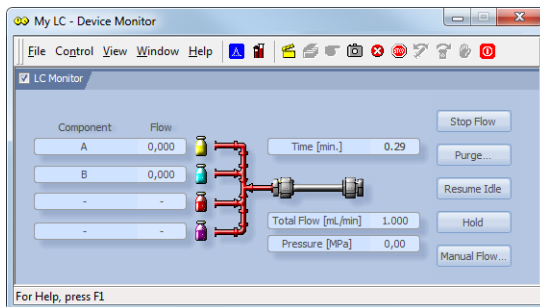 My LC - Device Monitor
File Control View Window Help
LC Monitor
Component Flow
A 0,000
B 0,000
- -
- -
Time [min.] 0.29
Total Flow [mL/min] 1.000
Pressure [MPa] 0,00
Stop Flow
Purge...
Resume Idle
Hold
Manual Flow...
For Help, press F1